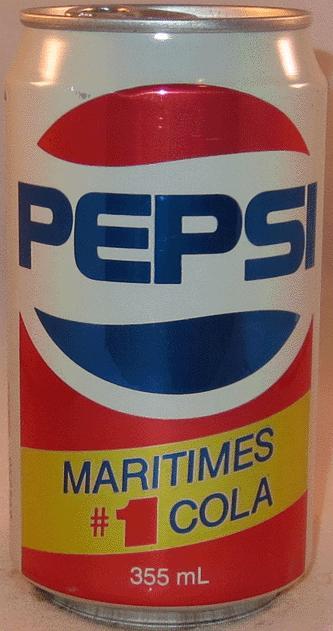 PEPSI
MARITIMES
#1 COLA
355 mL